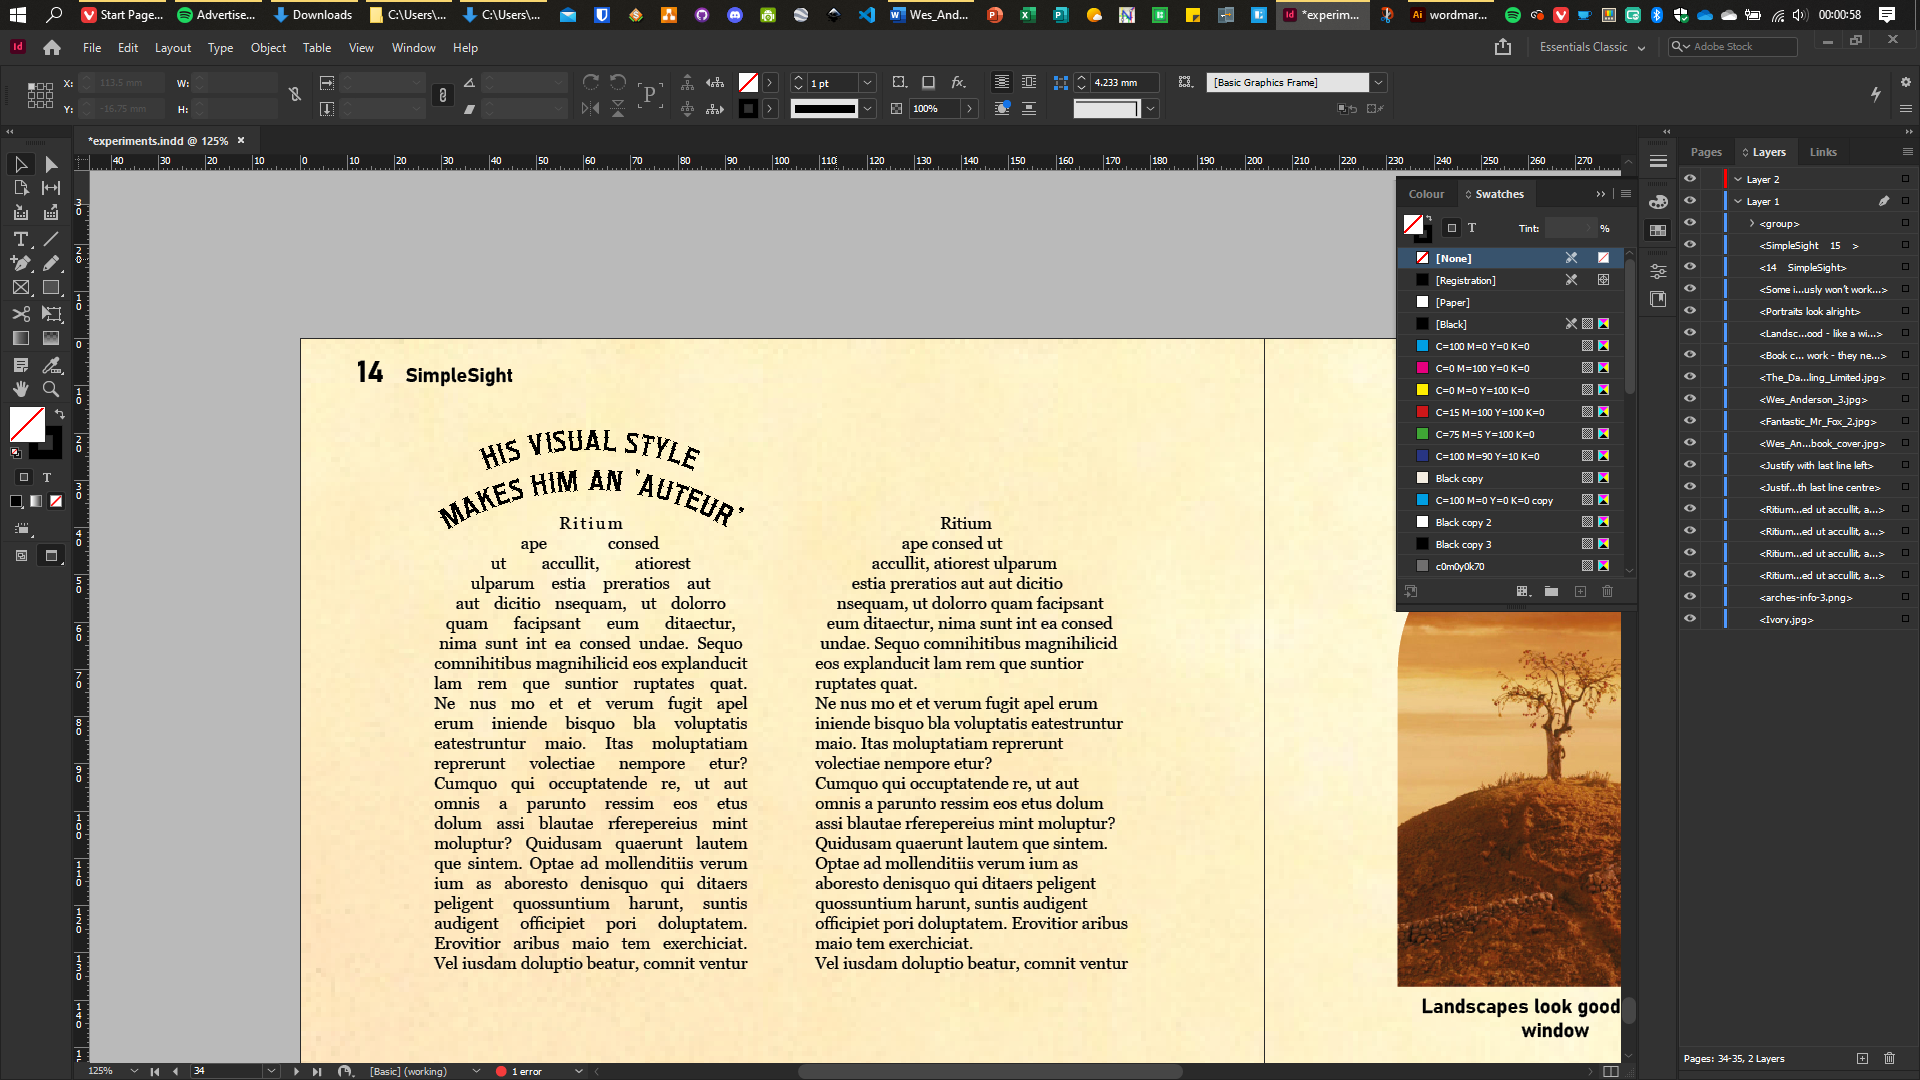 Start Page...
Advertise...
Downloads
C:\Users\...
C:\Users\...
Wes_And...
*experim...
wordmar...
00:00:58
File Edit Layout Type Object Table View Window Help
Essentials Classic
Adobe Stock
X: 113.5 mm W:
Y: -16.75 mm H:
1 pt
100%
4.233 mm
[Basic Graphics Frame]
*experiments.indd @ 125%
40 30 20 10 0 10 20 30 40 50 60 70 80 90 100 110 120 130 140 150 160 170 180 190 200 210 220 230 240 250 260 270
14 SimpleSight
HIS VISUAL STYLE
MAKES HIM AN 'AUTEUR'
Ritium
ape consed
ut accullit, atiorest
ulparum estia preratios aut
aut dicitio nsequam, ut dolorro
quam facipsant eum ditaectur,
nima sunt int ea consed undae. Sequo
comnihitibus magnihilicid eos explanducit
lam rem que suntior ruptates quat.
Ne nus mo et et verum fugit apel
erum iniende bisquo bla voluptatis
eatestruntur maio. Itas moluptatiam
reprerunt volectiae nempore etur?
Cumquo qui occuptatende re, ut aut
omnis a parunto ressim eos etus
dolum assi blautae rferepereius mint
moluptur? Quidusam quaerunt lautem
que sintem. Optae ad mollenditiis verum
ium as aboresto denisquo qui ditaers
peligent quossuntium harunt, suntis
audigent officipiet pori doluptatem.
Erovitior aribus maio tem exerchiciat.
Vel iusdam doluptio beatur, comnit ventur
Ritium
ape consed ut
accullit, atiorest ulparum
estia preratios aut aut dicitio
nsequam, ut dolorro quam facipsant
eum ditaectur, nima sunt int ea consed
undae. Sequo comnihitibus magnihilicid
eos explanducit lam rem que suntior
ruptates quat.
Ne nus mo et et verum fugit apel erum
iniende bisquo bla voluptatis eatestruntur
maio. Itas moluptatiam reprerunt
volectiae nempore etur?
Cumquo qui occuptatende re, ut aut
omnis a parunto ressim eos etus dolum
assi blautae rferepereius mint moluptur?
Quidusam quaerunt lautem que sintem.
Optae ad mollenditiis verum ium as
aboresto denisquo qui ditaers peligent
quossuntium harunt, suntis audigent
officipiet pori doluptatem. Erovitior aribus
maio tem exerchiciat.
Vel iusdam doluptio beatur, comnit ventur
Landscapes look good
window
Colour Swatches
Tint: %
[None]
[Registration]
[Paper]
[Black]
C=100 M=0 Y=0 K=0
C=0 M=100 Y=0 K=0
C=0 M=0 Y=100 K=0
C=15 M=100 Y=100 K=0
C=75 M=5 Y=100 K=0
C=100 M=90 Y=10 K=0
Black copy
C=100 M=0 Y=0 K=0 copy
Black copy 2
Black copy 3
c0m0y0k70
Pages Layers Links
Layer 2
Layer 1
<group>
<SimpleSight 15 >
<14 SimpleSight>
<Some i...usly won't work...>
<Portraits look alright>
<Landsc...ood - like a wi...>
<Book c... work - they ne...>
<The_Da...ling_Limited.jpg>
<Wes_Anderson_3.jpg>
<Fantastic_Mr_Fox_2.jpg>
<Wes_An...book_cover.jpg>
<Justify with last line left>
<Justif...th last line centre>
<Ritium...ed ut accullit, a...>
<Ritium...ed ut accullit, a...>
<Ritium...ed ut accullit, a...>
<Ritium...ed ut accullit, a...>
<arches-info-3.png>
<Ivory.jpg>
Pages: 34-35, 2 Layers
125% 34 [Basic] (working) 1 error